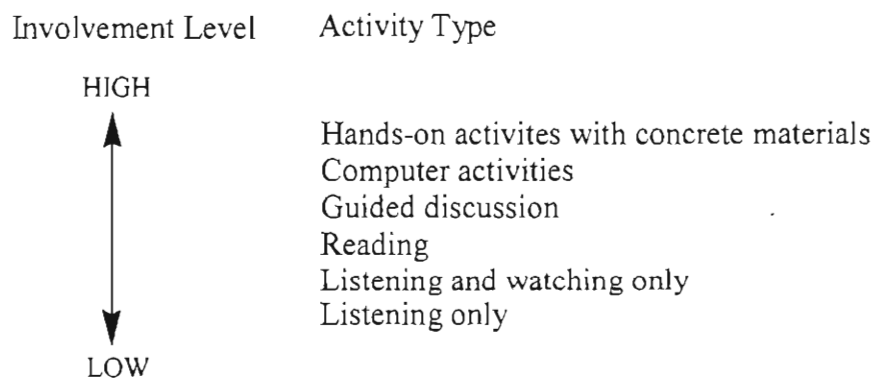 Involvement Level Activity Type
HIGH
Hands-on activites with concrete materials
Computer activities
Guided discussion
Reading
Listening and watching only
Listening only
LOW